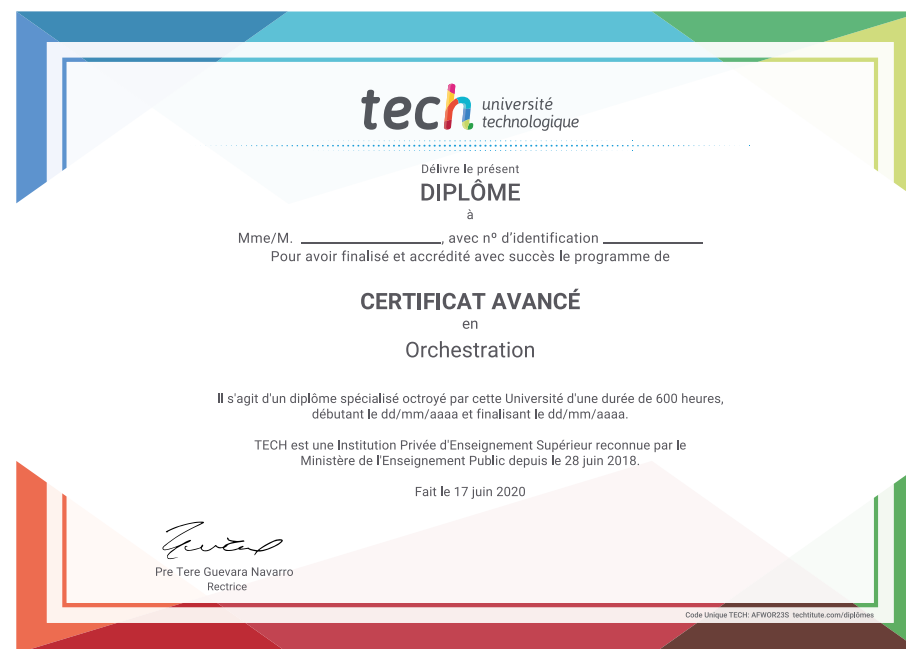 tech université
technologique
Délivre le présent
DIPLÔME
à
Mme/M. ____________________, avec nº d'identification ______________
Pour avoir finalisé et accrédité avec succès le programme de
CERTIFICAT AVANCÉ
en
Orchestration
Il s'agit d'un diplôme spécialisé octroyé par cette Université d'une durée de 600 heures,
débutant le dd/mm/aaaa et finalisant le dd/mm/aaaa.
TECH est une Institution Privée d'Enseignement Supérieur reconnue par le
Ministère de l'Enseignement Public depuis le 28 juin 2018.
Fait le 17 juin 2020
Pre Tere Guevara Navarro
Rectrice
Code Unique TECH: AFWOR23S techtitute.com/diplômes